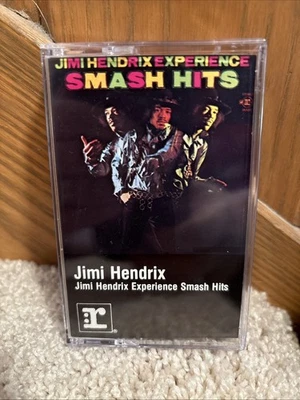 JIMI HENDRIX EXPERIENCE
SMASH HITS
Jimi Hendrix
Jimi Hendrix Experience Smash Hits
:r